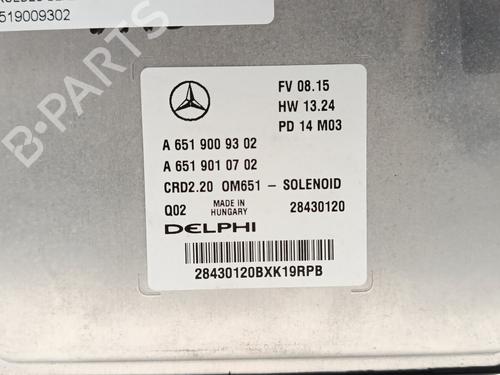 519009302
FV 08.15
HW 13.24
PD 14 M03
A 651 900 93 02
A 651 901 07 02
CRD2.20 OM651 - SOLENOID
Q02 MADE IN HUNGARY 28430120
DELPHI
28430120BXK19RPB
B-PARTS